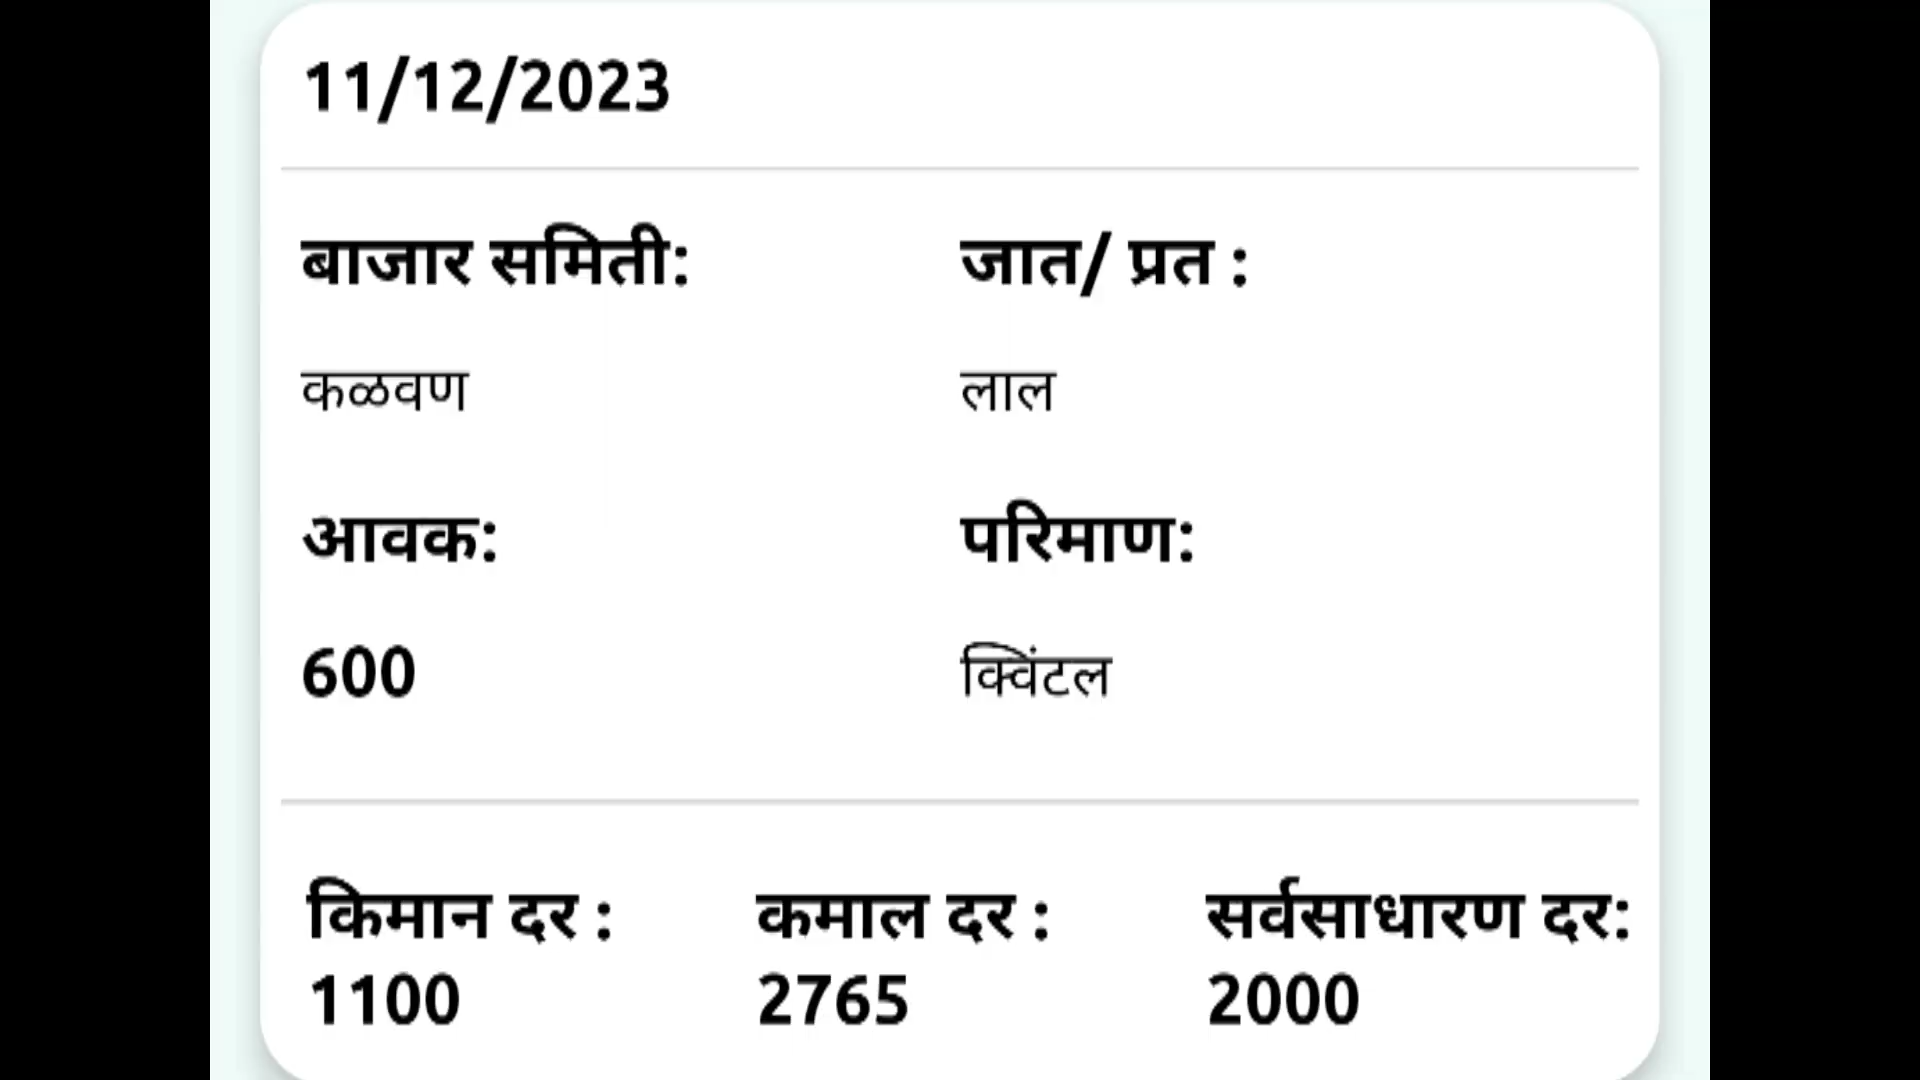 11/12/2023
बाजार समिती: जात/ प्रत :
कळवण लाल
आवक: परिमाण:
600 क्विंटल
किमान दर : कमाल दर : सर्वसाधारण दर:
1100 2765 2000